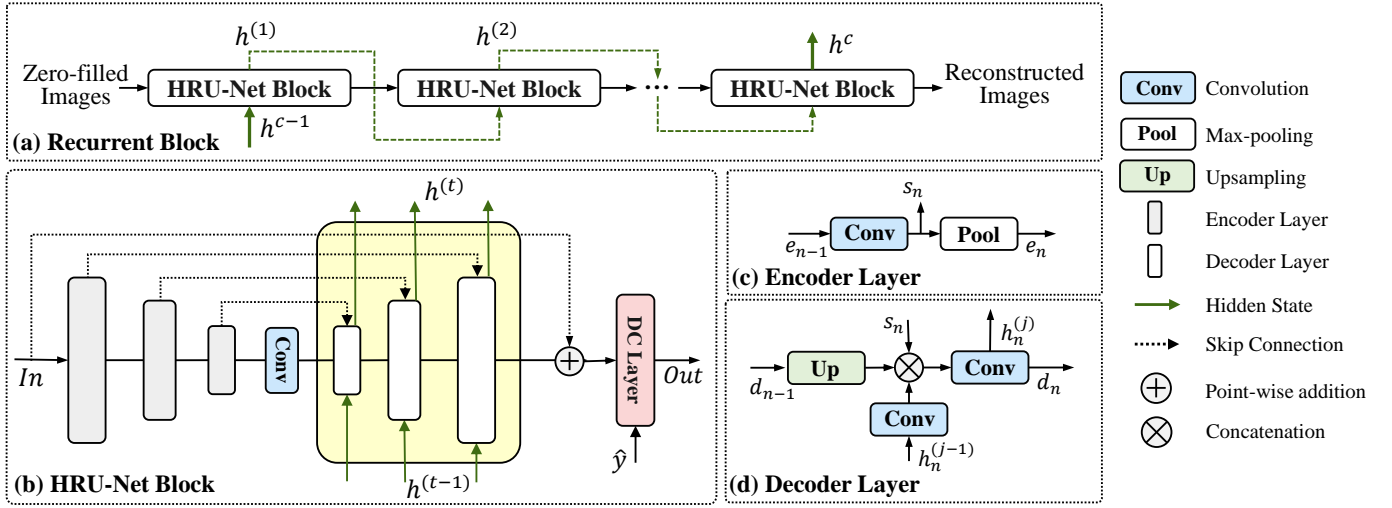 h^(1)
h^(2)
h^c
Zero-filled
Images
HRU-Net Block
HRU-Net Block
...
HRU-Net Block
Reconstructed
Images
h^{c-1}
(a) Recurrent Block
h^(t)
In
Conv
+
DC Layer
Out
ŷ
h^(t-1)
(b) HRU-Net Block
s_n
e_{n-1}
Conv
Pool
e_n
(c) Encoder Layer
s_n
h_n^(j)
d_{n-1}
Up
Conv
d_n
Conv
h_n^(j-1)
(d) Decoder Layer
Conv Convolution
Pool Max-pooling
Up Upsampling
Encoder Layer
Decoder Layer
Hidden State
Skip Connection
Point-wise addition
Concatenation